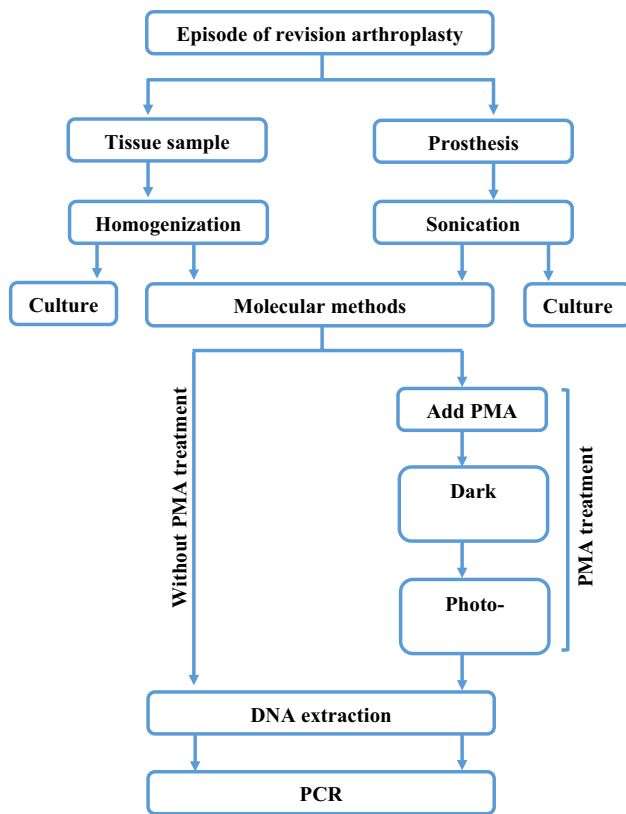 Episode of revision arthroplasty
Tissue sample
Prosthesis
Homogenization
Sonication
Culture
Molecular methods
Culture
Without PMA treatment
Add PMA
Dark
Photo-
PMA treatment
DNA extraction
PCR